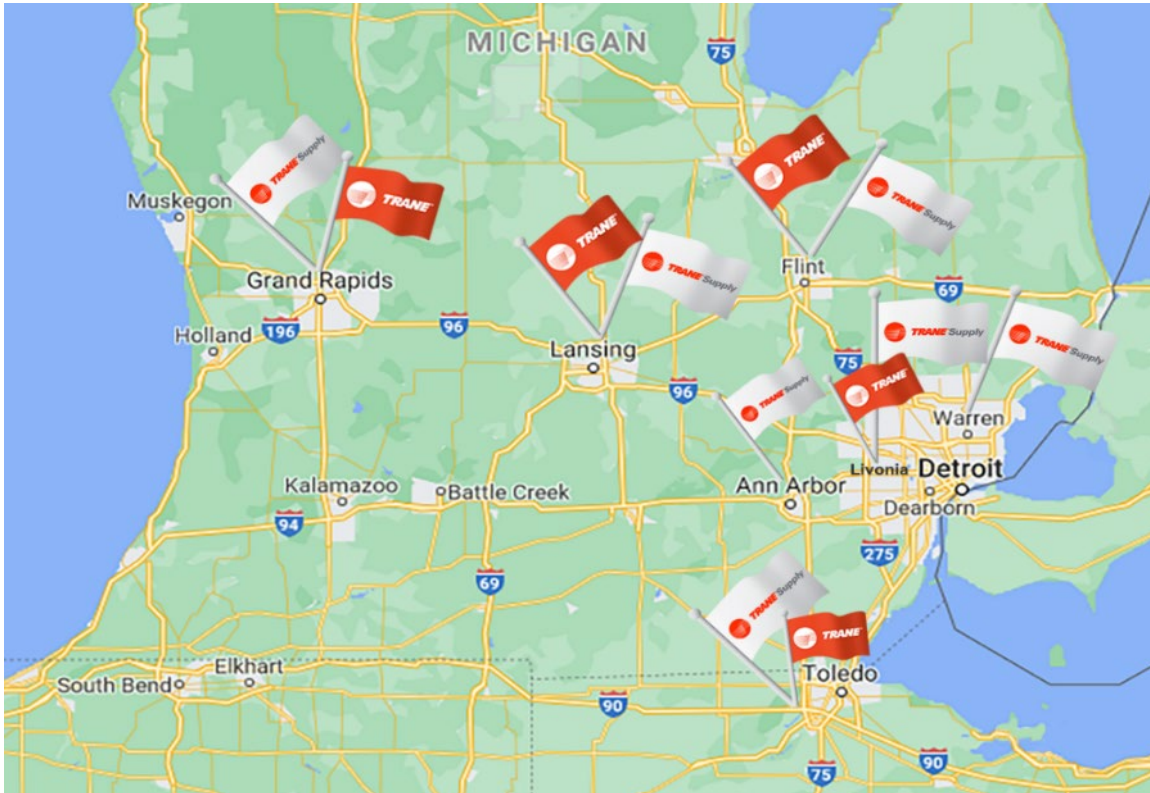 MICHIGAN
75
TRANE Supply
TRANE
Muskegon
TRANE
TRANE Supply
TRANE
TRANE Supply
Flint
Grand Rapids
69
Holland
196
96
Lansing
96
75
TRANE Supply
TRANE Supply
TRANE Supply
TRANE
Warren
Kalamazoo
Battle Creek
Ann Arbor
Livonia
Detroit
Dearborn
94
275
69
TRANE Supply
TRANE
South Bend
Elkhart
90
Toledo
75
90